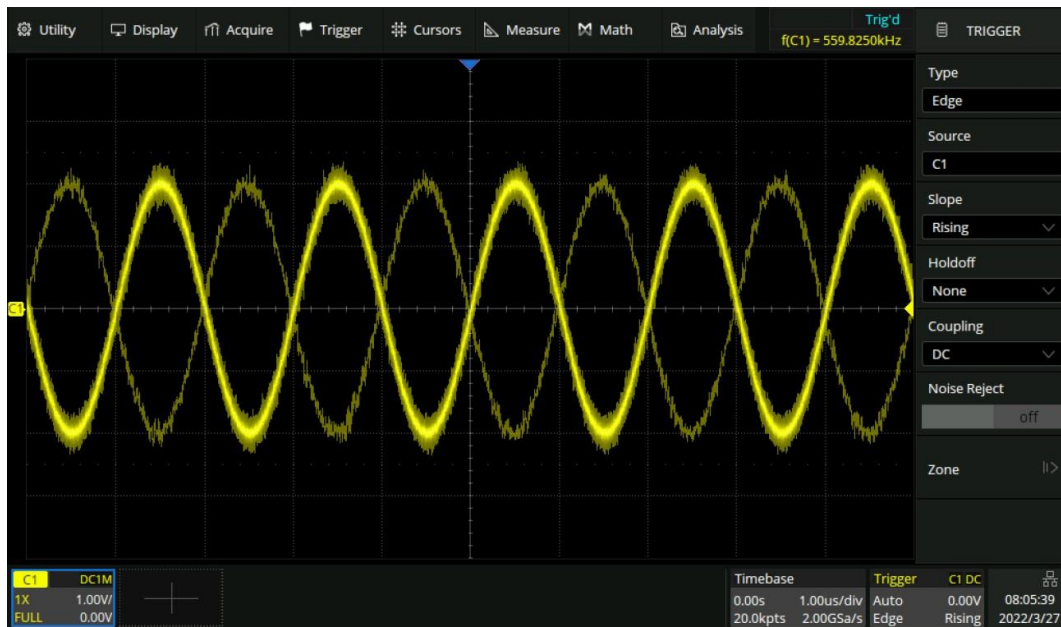 Utility Display Acquire Trigger Cursors Measure Math Analysis
Trig'd
f(C1) = 559.8250kHz
TRIGGER
Type
Edge
Source
C1
Slope
Rising
Holdoff
None
Coupling
DC
Noise Reject
off
Zone
C1
C1 DC1M
1X 1.00V/
FULL 0.00V
Timebase
0.00s 1.00us/div
20.0kpts 2.00GSa/s
Trigger C1 DC
Auto 0.00V
Edge Rising
08:05:39
2022/3/27